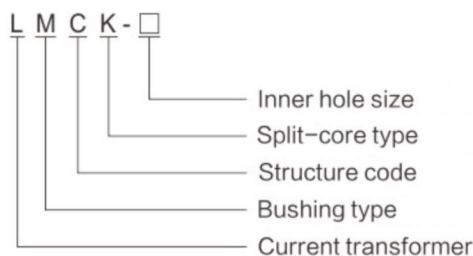 L M C K - □
Inner hole size
Split-core type
Structure code
Bushing type
Current transformer